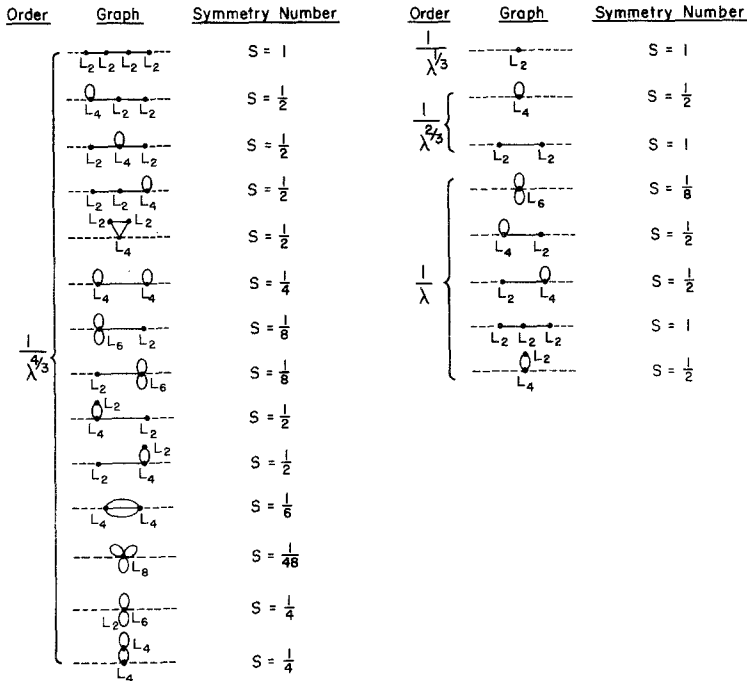 Order Graph Symmetry Number
L₂ L₂ L₂ L₂ S = 1
L₄ L₂ L₂ S = 1/2
L₂ L₄ L₂ S = 1/2
L₂ L₂ L₄ S = 1/2
L₂ L₂
L₄ S = 1/2
L₄ L₄ S = 1/4
L₆ L₂ S = 1/8
1/λ^4/3
L₂ L₆ S = 1/8
L₂
L₄ L₂ S = 1/2
L₂
L₂ L₄ S = 1/2
L₄ L₄ S = 1/6
L₈ S = 1/48
L₂ L₆ S = 1/4
L₄
L₄ S = 1/4
Order Graph Symmetry Number
1/λ^1/3 L₂ S = 1
1/λ^2/3
L₄ S = 1/2
L₂ L₂ S = 1
1/λ
L₆ S = 1/8
L₄ L₂ S = 1/2
L₂ L₄ S = 1/2
L₂ L₂ L₂ S = 1
L₂
L₄ S = 1/2